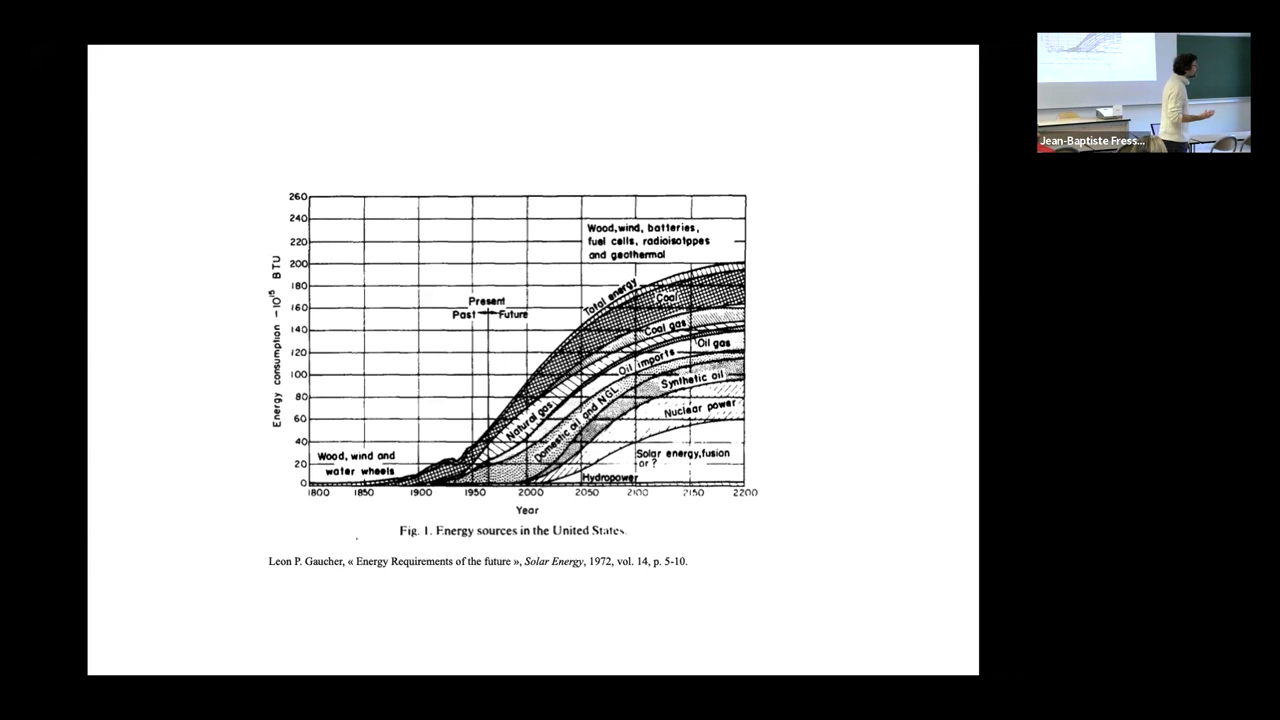 260
240
220
200
180
160
140
120
100
80
60
40
20
0
Energy consumption – 10¹⁵ BTU
Wood, wind, batteries,
fuel cells, radioisotopes
and geothermal
Present
Past
Future
Total energy
Coal
Coal gas
Oil gas
Oil imports
Natural gas
Domestic oil and NGL
Synthetic oil
Nuclear power
Solar energy, fusion
or ?
Hydropower
Wood, wind and
water wheels
1800 1850 1900 1950 2000 2050 2100 2150 2200
Year
Fig. 1. Energy sources in the United States.
Leon P. Gaucher, « Energy Requirements of the future », Solar Energy, 1972, vol. 14, p. 5-10.
Jean-Baptiste Fress...